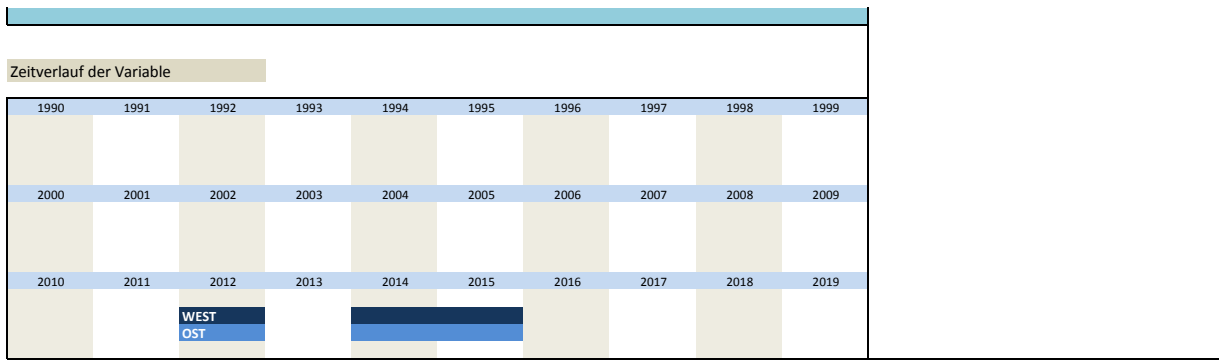 Zeitverlauf der Variable
1990 1991 1992 1993 1994 1995 1996 1997 1998 1999
2000 2001 2002 2003 2004 2005 2006 2007 2008 2009
2010 2011 2012 2013 2014 2015 2016 2017 2018 2019
WEST
OST